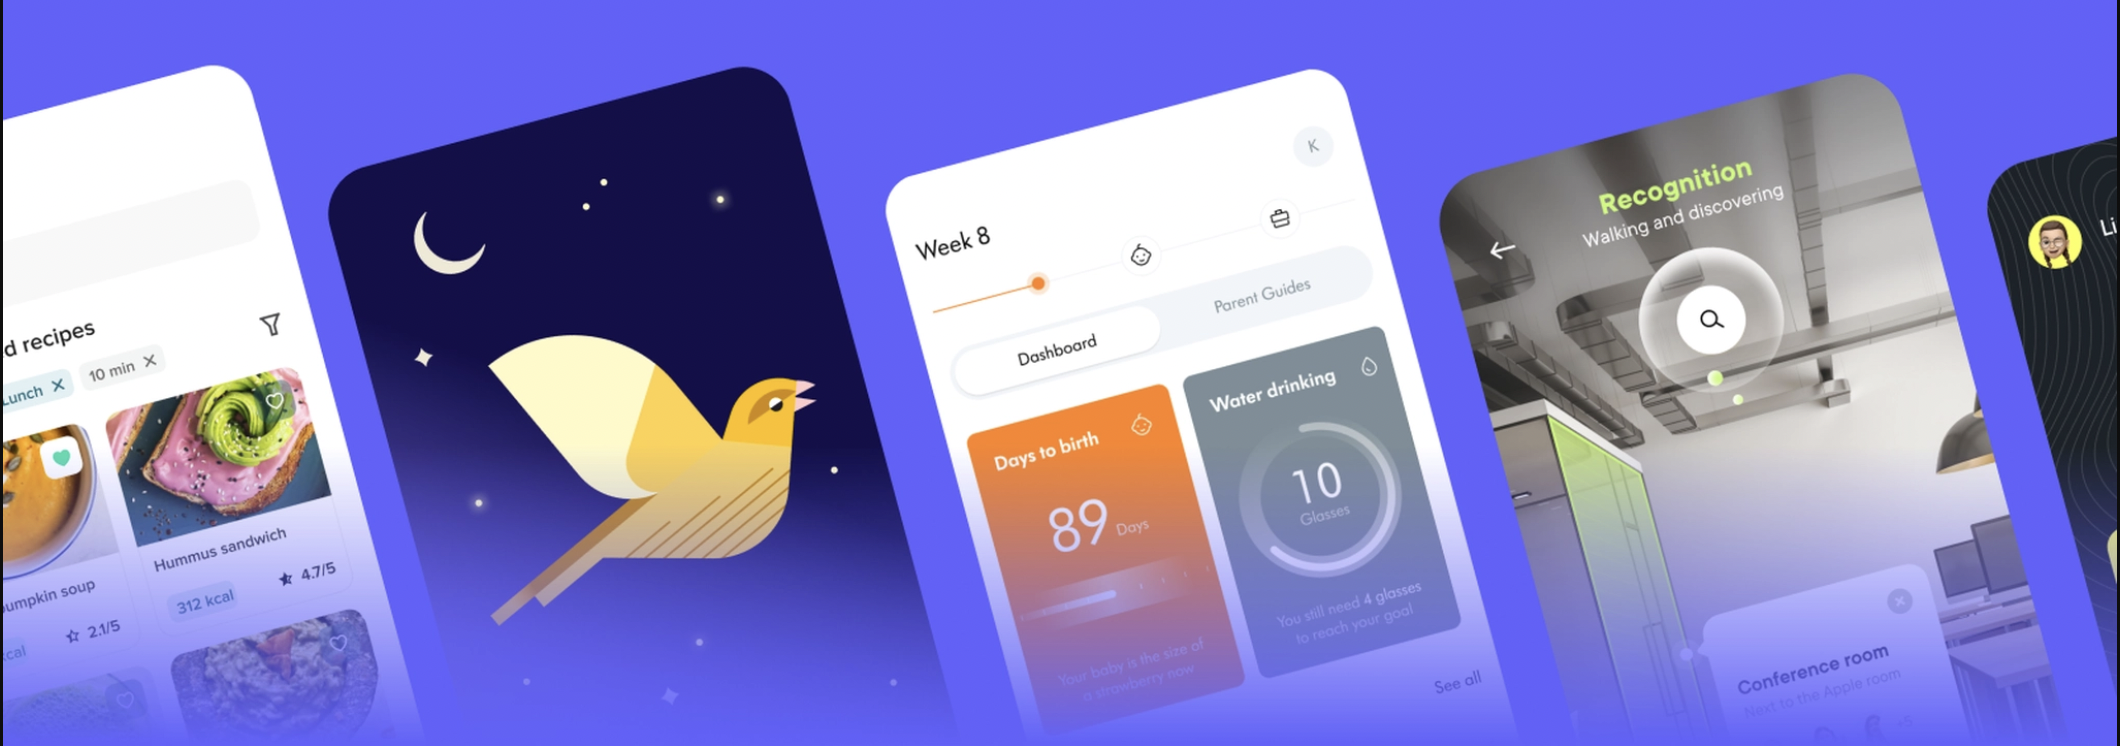 d recipes
Lunch
10 min
Hummus sandwich
312 kcal
4.7/5
pumpkin soup
2.1/5
kcal
K
Week 8
Dashboard
Parent Guides
Days to birth
89 Days
Your baby is the size of
a strawberry now
Water drinking
10
Glasses
You still need 4 glasses
to reach your goal
See all
Recognition
Walking and discovering
Conference room
Next to the Apple room
+5
Li